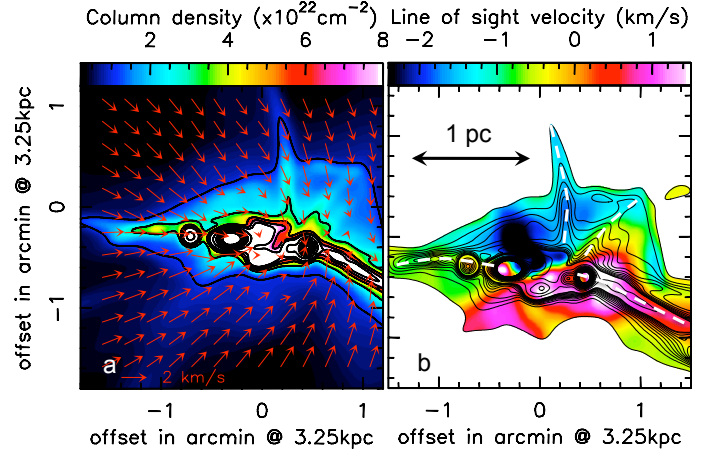 Column density (x10²²cm⁻²) Line of sight velocity (km/s)
2 4 6 8 −2 −1 0 1
1 pc
offset in arcmin @ 3.25kpc
1
0
−1
a
2 km/s
b
−1 0 1 −1 0 1
offset in arcmin @ 3.25kpc offset in arcmin @ 3.25kpc